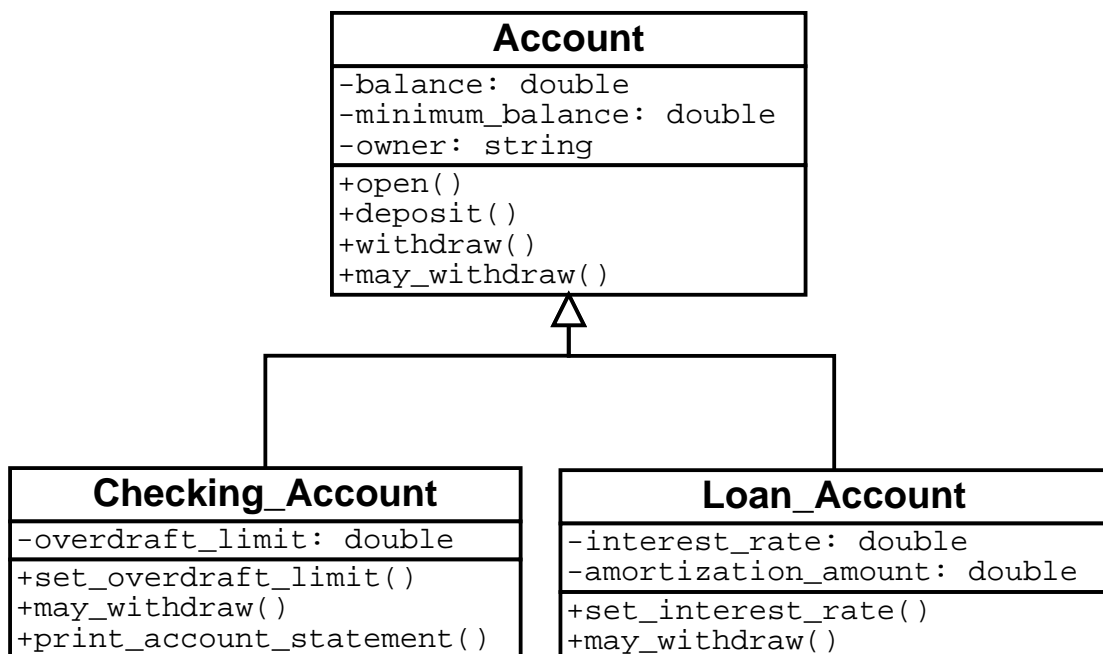 Account
-balance: double
-minimum_balance: double
-owner: string
+open()
+deposit()
+withdraw()
+may_withdraw()
Checking_Account
-overdraft_limit: double
+set_overdraft_limit()
+may_withdraw()
+print_account_statement()
Loan_Account
-interest_rate: double
-amortization_amount: double
+set_interest_rate()
+may_withdraw()